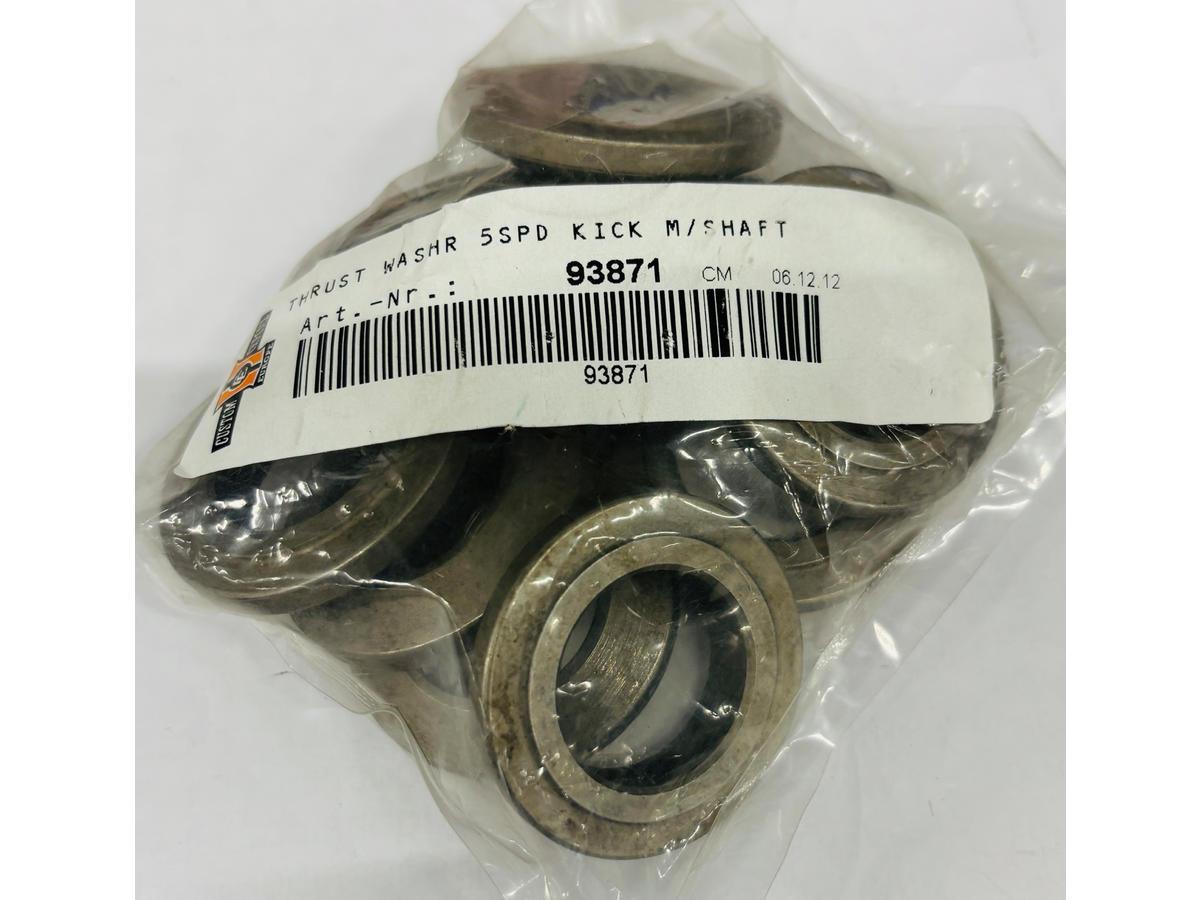 THRUST WASHR 5SPD KICK M/SHAFT
Art.-Nr.: 93871 CM 06.12.12
93871
CUSTOM